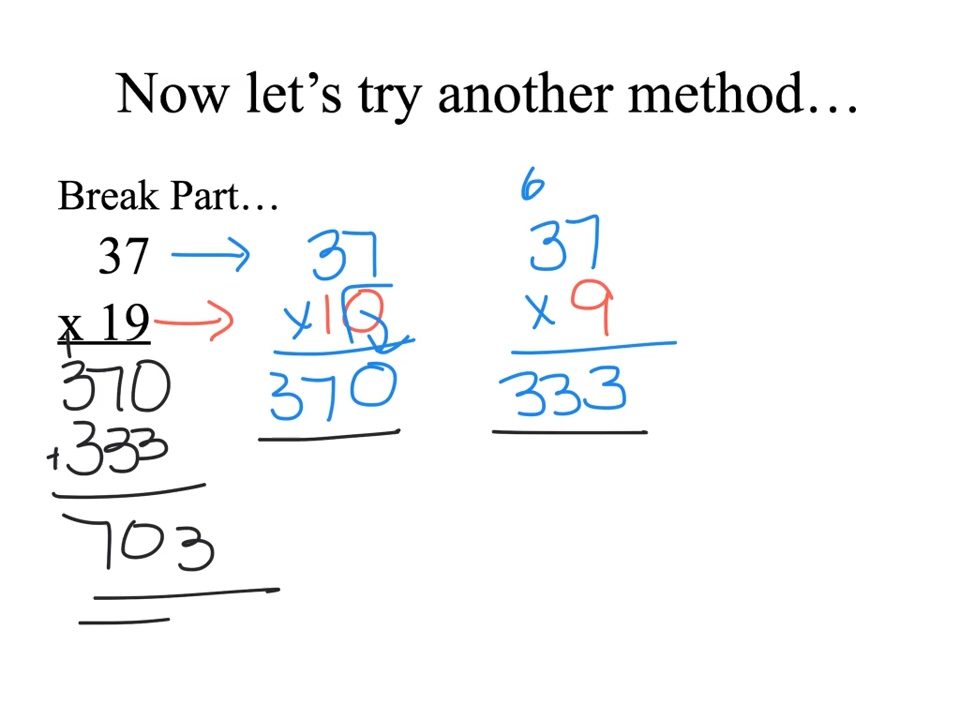 Now let's try another method…
Break Part…
37
x 19
1
370
+333
703
37
x10
370
6
37
x 9
333